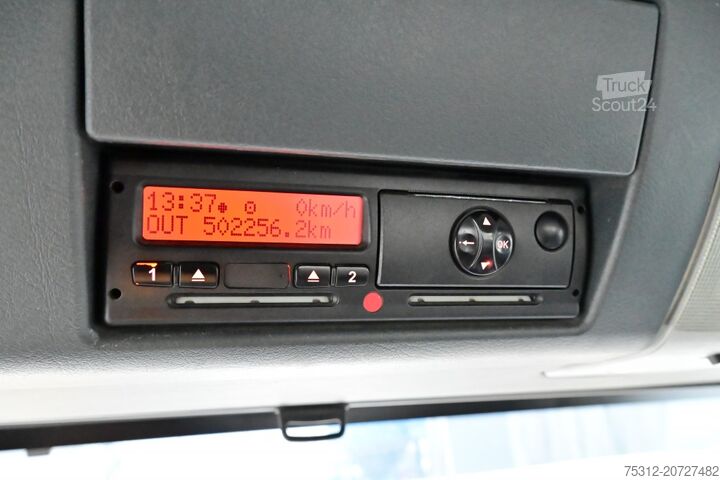 Truck
Scout24
13:37 0km/h
OUT 502256.2km
1
2
OK
75312-20727482